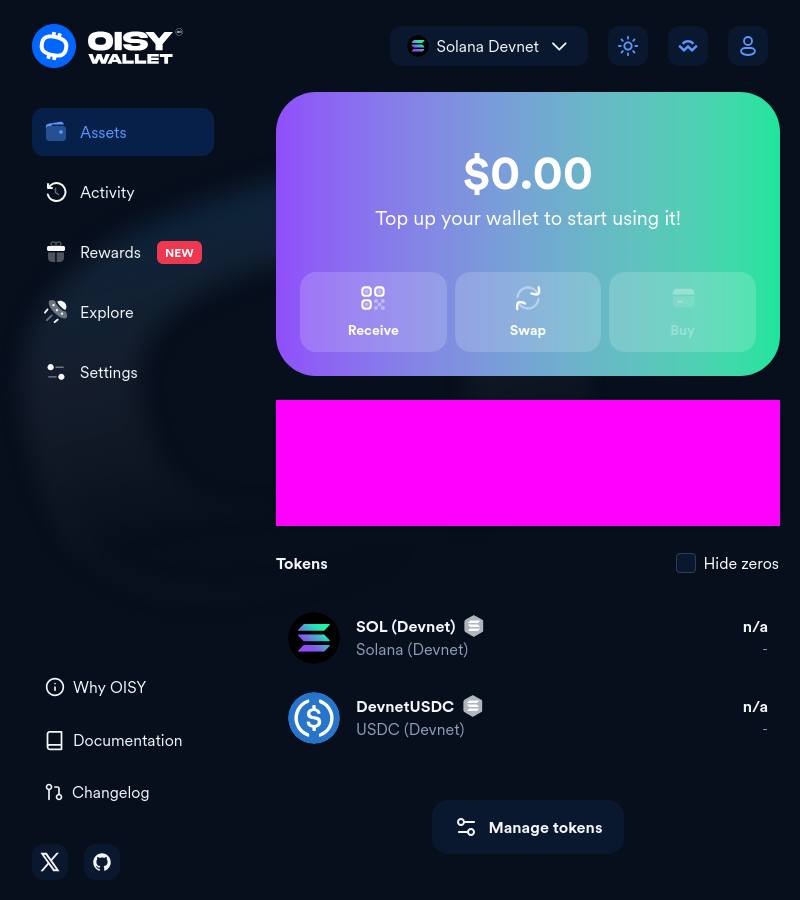 OISY
WALLET
Solana Devnet
Assets
Activity
Rewards NEW
Explore
Settings
$0.00
Top up your wallet to start using it!
Receive
Swap
Buy
Tokens
Hide zeros
SOL (Devnet)
n/a
Solana (Devnet)
-
DevnetUSDC
n/a
USDC (Devnet)
-
Why OISY
Documentation
Changelog
Manage tokens